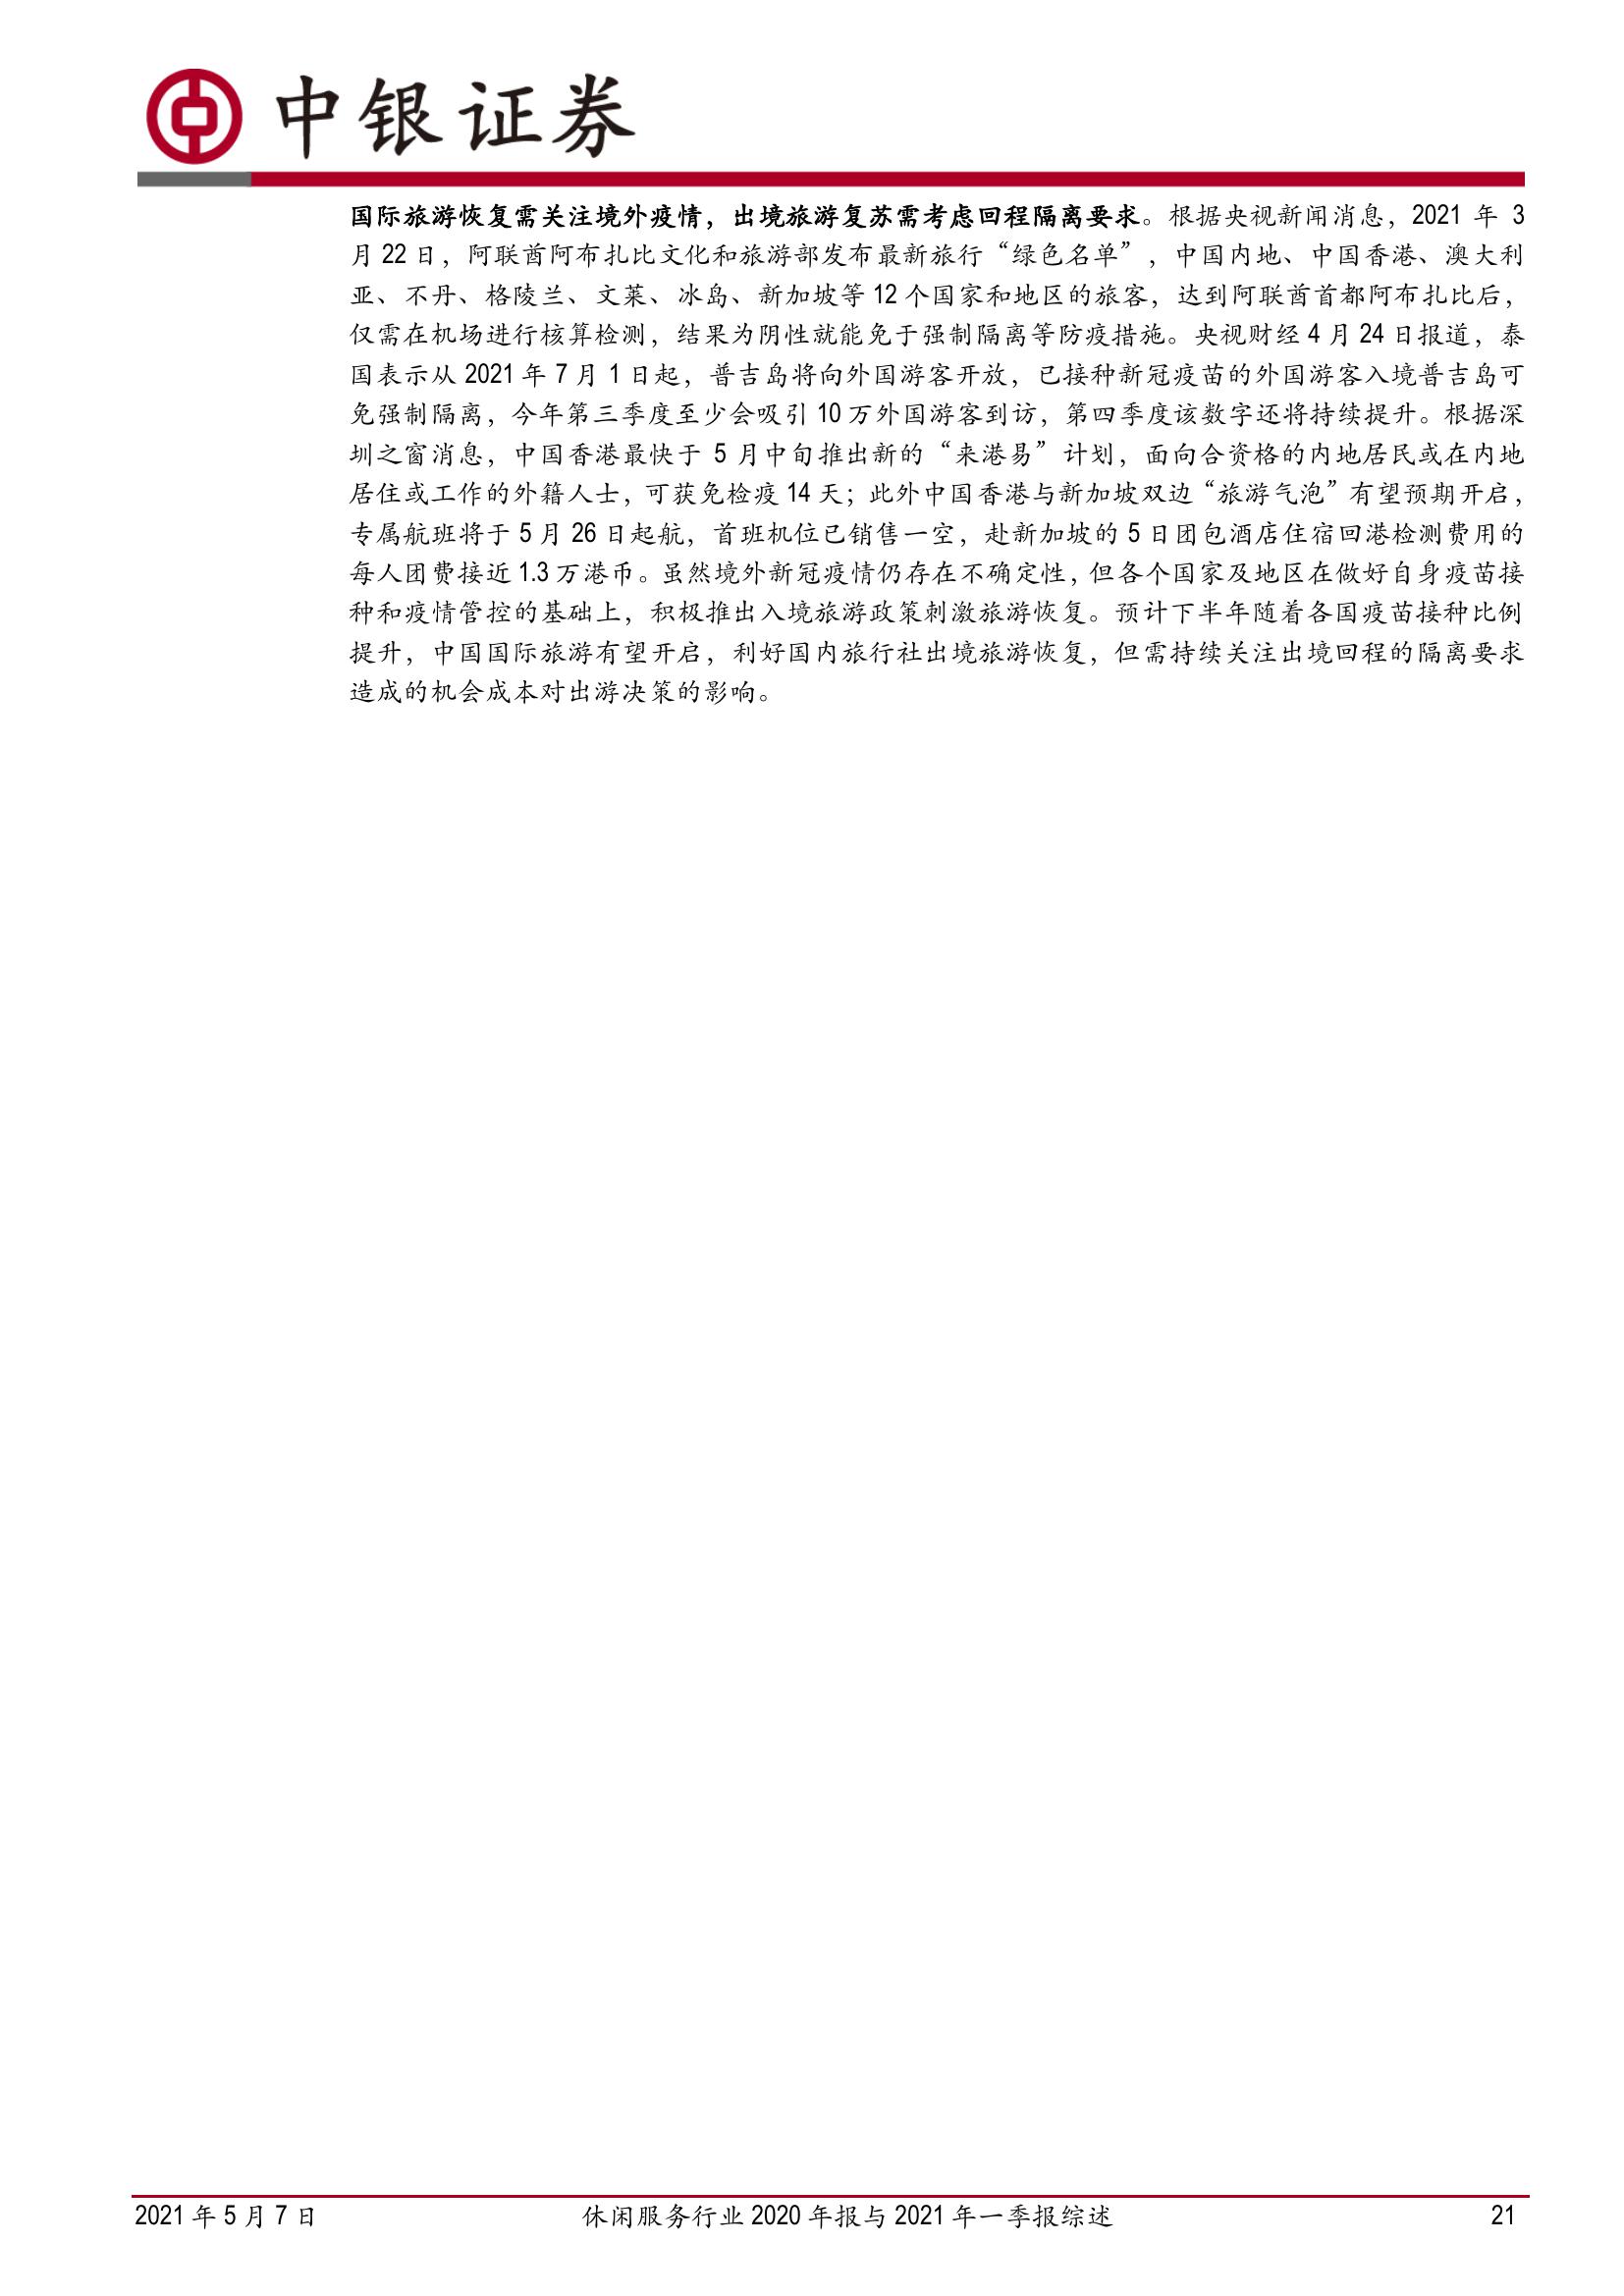 中银证券
国际旅游恢复需关注境外疫情，出境旅游复苏需考虑回程隔离要求。根据央视新闻消息，2021 年 3
月 22 日，阿联酋阿布扎比文化和旅游部发布最新旅行“绿色名单”，中国内地、中国香港、澳大利
亚、不丹、格陵兰、文莱、冰岛、新加坡等 12 个国家和地区的旅客，达到阿联酋首都阿布扎比后，
仅需在机场进行核算检测，结果为阴性就能免于强制隔离等防疫措施。央视财经 4 月 24 日报道，泰
国表示从 2021 年 7 月 1 日起，普吉岛将向外国游客开放，已接种新冠疫苗的外国游客入境普吉岛可
免强制隔离，今年第三季度至少会吸引 10 万外国游客到访，第四季度该数字还将持续提升。根据深
圳之窗消息，中国香港最快于 5 月中旬推出新的“来港易”计划，面向合资格的内地居民或在内地
居住或工作的外籍人士，可获免检疫 14 天；此外中国香港与新加坡双边“旅游气泡”有望预期开启，
专属航班将于 5 月 26 日起航，首班机位已销售一空，赴新加坡的 5 日团包酒店住宿回港检测费用的
每人团费接近 1.3 万港币。虽然境外新冠疫情仍存在不确定性，但各个国家及地区在做好自身疫苗接
种和疫情管控的基础上，积极推出入境旅游政策刺激旅游恢复。预计下半年随着各国疫苗接种比例
提升，中国国际旅游有望开启，利好国内旅行社出境旅游恢复，但需持续关注出境回程的隔离要求
造成的机会成本对出游决策的影响。
2021 年 5 月 7 日 休闲服务行业 2020 年报与 2021 年一季报综述 21